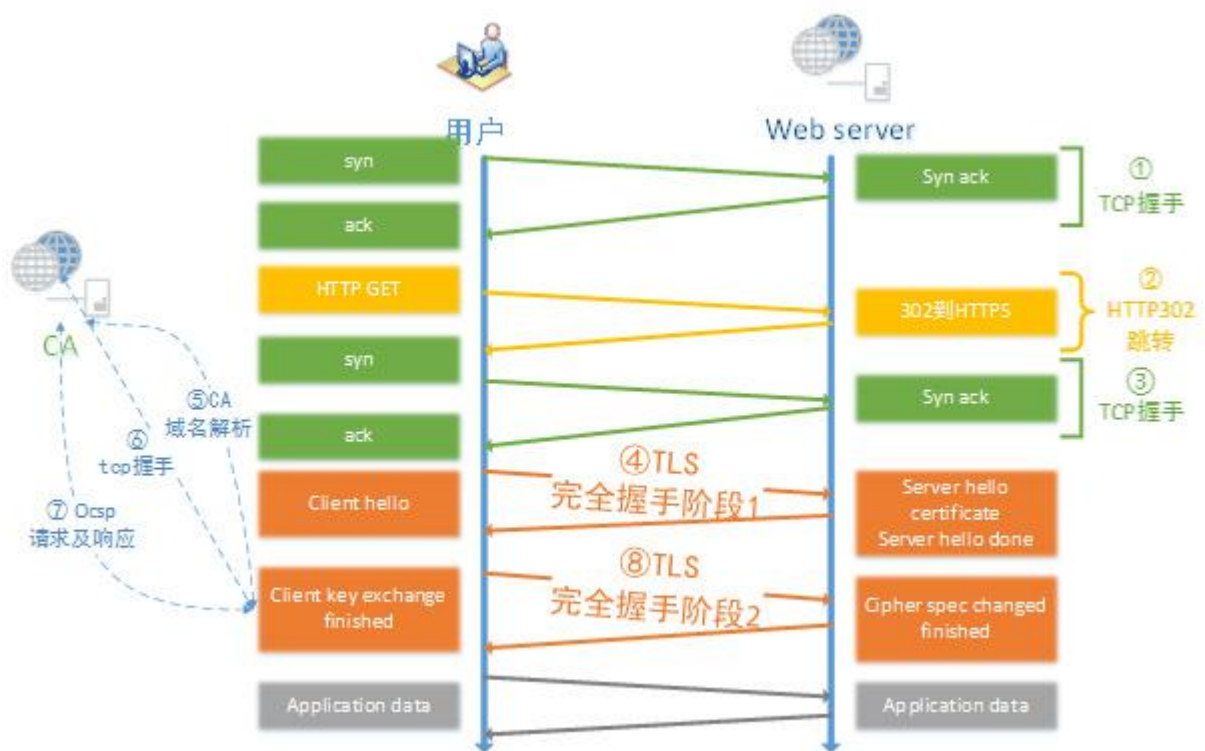 用户
Web server
syn
Syn ack
①
TCP握手
ack
HTTP GET
302到HTTPS
②
HTTP302
跳转
CA
syn
Syn ack
③
TCP握手
⑤CA
域名解析
ack
⑥
tcp握手
④TLS
完全握手阶段1
Client hello
Server hello
certificate
Server hello done
⑦ Ocsp
请求及响应
⑧TLS
完全握手阶段2
Client key exchange
finished
Cipher spec changed
finished
Application data
Application data